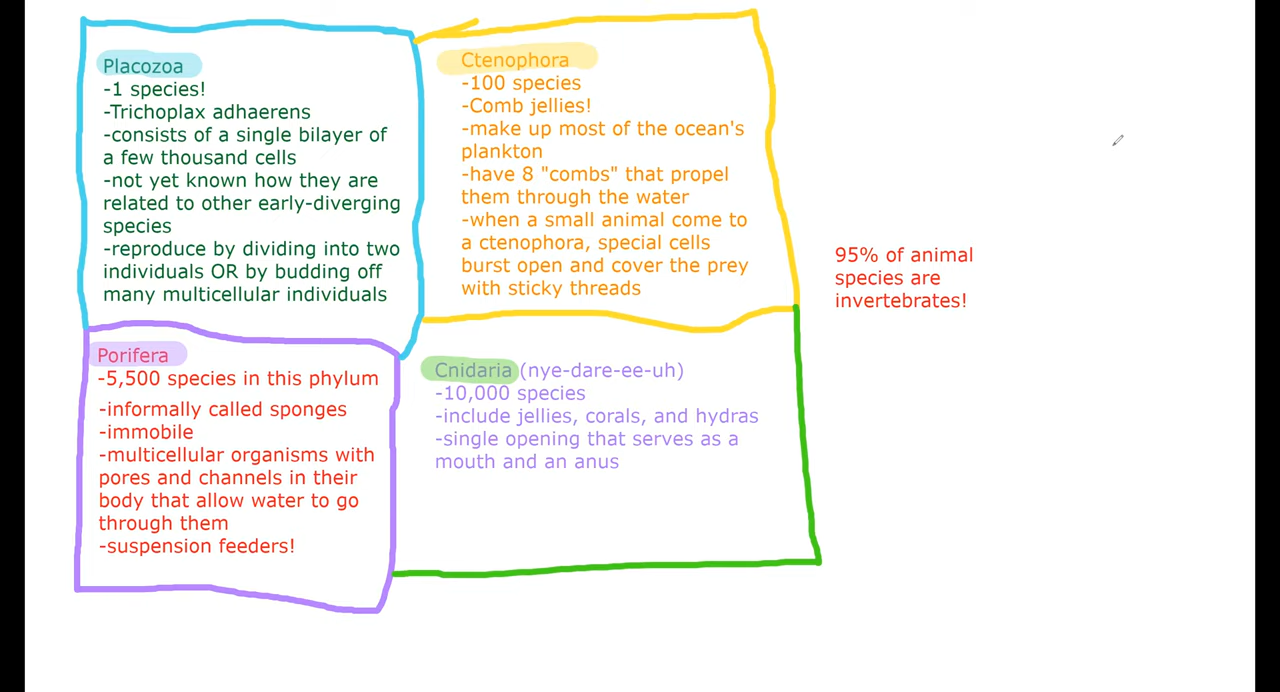 Placozoa
-1 species!
-Trichoplax adhaerens
-consists of a single bilayer of
a few thousand cells
-not yet known how they are
related to other early-diverging
species
-reproduce by dividing into two
individuals OR by budding off
many multicellular individuals
Ctenophora
-100 species
-Comb jellies!
-make up most of the ocean's
plankton
-have 8 "combs" that propel
them through the water
-when a small animal come to
a ctenophora, special cells
burst open and cover the prey
with sticky threads
95% of animal
species are
invertebrates!
Porifera
-5,500 species in this phylum
-informally called sponges
-immobile
-multicellular organisms with
pores and channels in their
body that allow water to go
through them
-suspension feeders!
Cnidaria (nye-dare-ee-uh)
-10,000 species
-include jellies, corals, and hydras
-single opening that serves as a
mouth and an anus